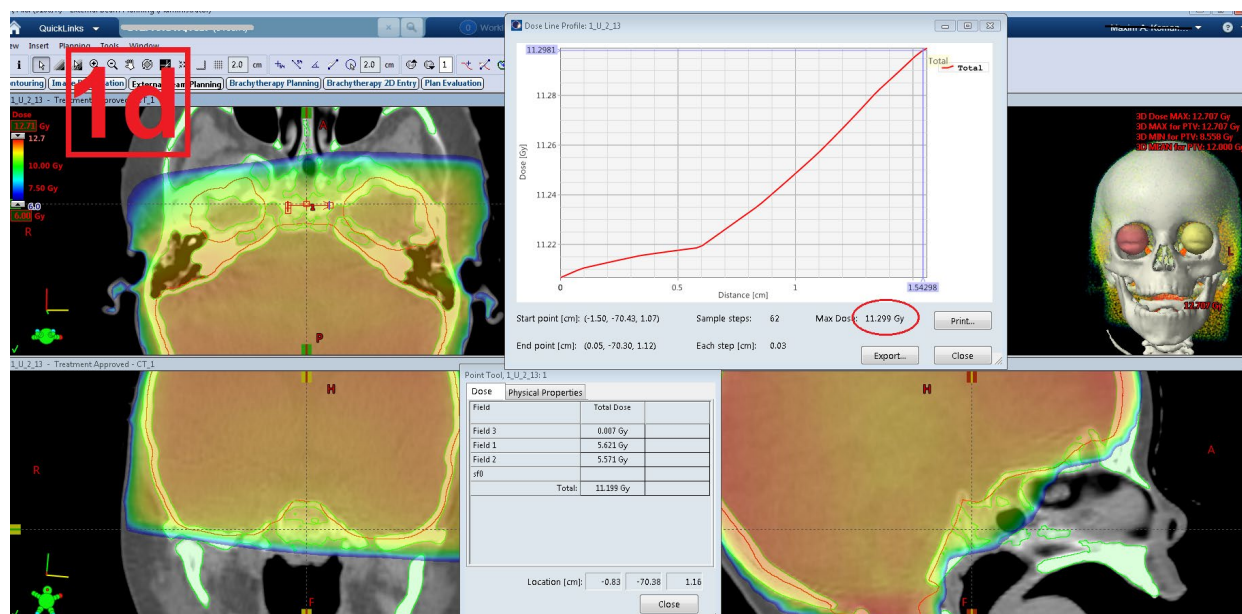 QuickLinks
Insert Planning Tools Window
2.0 cm
2.0 cm
1
External Beam Planning
Brachytherapy Planning
Brachytherapy 2D Entry
Plan Evaluation
1d
1_U_2_13 - Treatment Approved - CT_1
Dose
12.71 Gy
12.7
10.00 Gy
7.50 Gy
6.0
6.00 Gy
R
A
P
Dose Line Profile: 1_U_2_13
11.2981
11.28
11.26
11.24
11.22
Dose [Gy]
0
0.5
1
1.54298
Distance [cm]
Total
Total
Start point [cm]: (-1.50, -70.43, 1.07)
Sample steps: 62
Max Dose: 11.299 Gy
Print...
End point [cm]: (0.05, -70.30, 1.12)
Each step [cm]: 0.03
Export...
Close
3D Dose MAX: 12.707 Gy
3D MAX for PTV: 12.707 Gy
3D MIN for PTV: 8.558 Gy
3D MEAN for PTV: 12.000 Gy
L
12.707 Gy
1_U_2_13 - Treatment Approved - CT_1
H
R
F
Point Tool, 1_U_2_13: 1
Dose
Physical Properties
Field Total Dose
Field 3 0.007 Gy
Field 1 5.621 Gy
Field 2 5.571 Gy
sf0
Total: 11.199 Gy
Location [cm]: -0.83 -70.38 1.16
Close
H
A
F